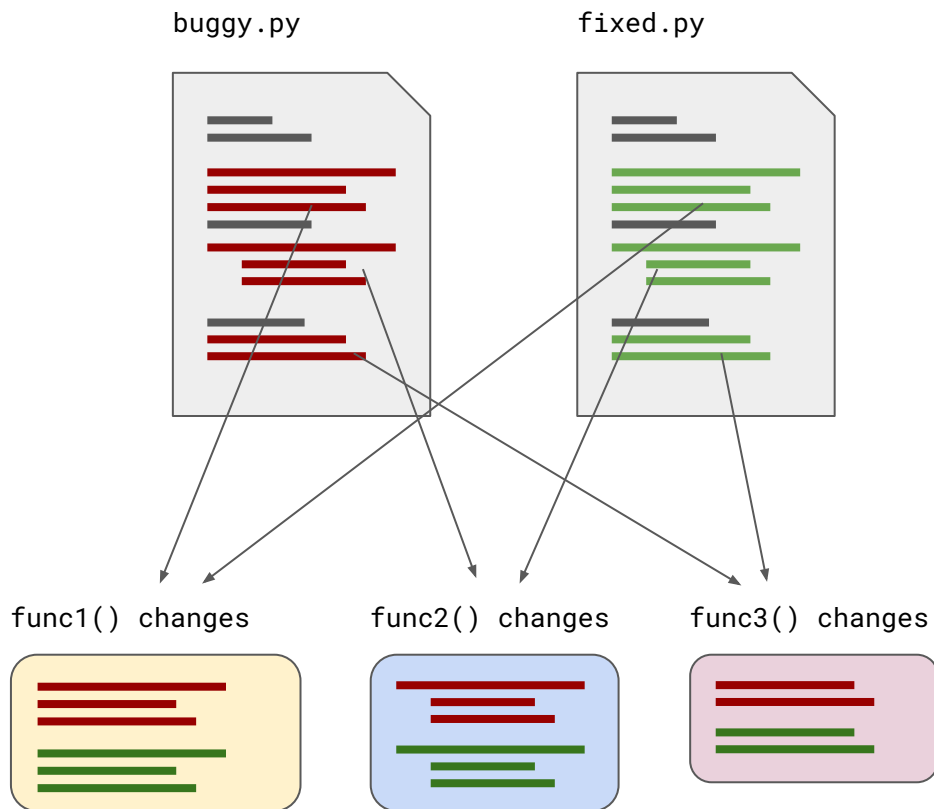 buggy.py
fixed.py
func1() changes
func2() changes
func3() changes